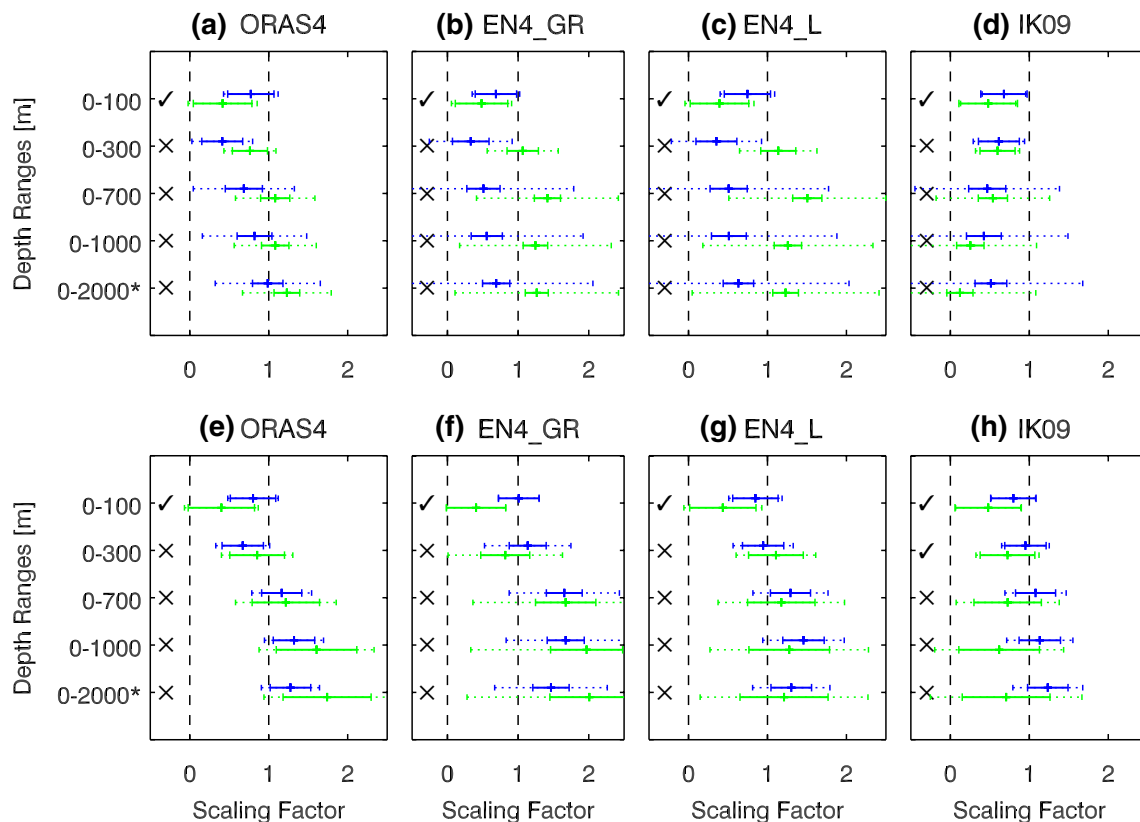 (a) ORAS4 (b) EN4_GR (c) EN4_L (d) IK09
Depth Ranges [m]
0-100 ✓ ✓ ✓ ✓
0-300 × × × ×
0-700 × × × ×
0-1000 × × × ×
0-2000* × × × ×
0 1 2 0 1 2 0 1 2 0 1 2
(e) ORAS4 (f) EN4_GR (g) EN4_L (h) IK09
Depth Ranges [m]
0-100 ✓ ✓ ✓ ✓
0-300 × × × ✓
0-700 × × × ×
0-1000 × × × ×
0-2000* × × × ×
0 1 2 0 1 2 0 1 2 0 1 2
Scaling Factor Scaling Factor Scaling Factor Scaling Factor